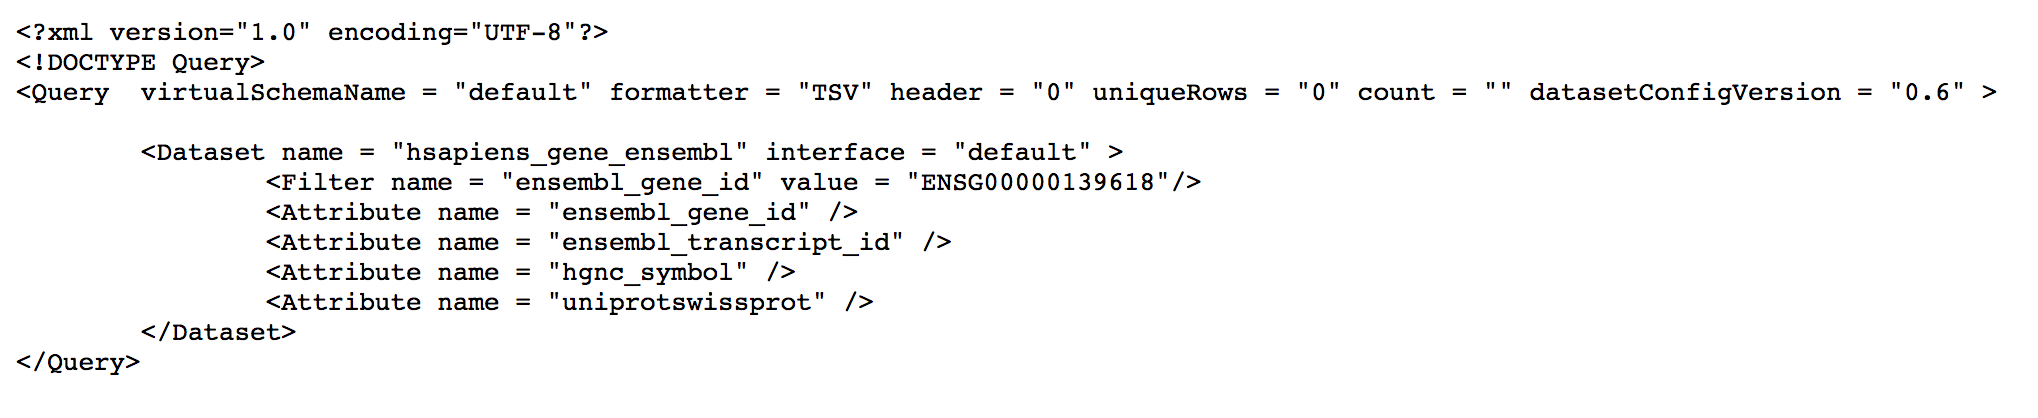 <?xml version="1.0" encoding="UTF-8"?>
<!DOCTYPE Query>
<Query  virtualSchemaName = "default" formatter = "TSV" header = "0" uniqueRows = "0" count = "" datasetConfigVersion = "0.6" >
<Dataset name = "hsapiens_gene_ensembl" interface = "default" >
<Filter name = "ensembl_gene_id" value = "ENSG00000139618"/>
<Attribute name = "ensembl_gene_id" />
<Attribute name = "ensembl_transcript_id" />
<Attribute name = "hgnc_symbol" />
<Attribute name = "uniprotswissprot" />
</Dataset>
</Query>